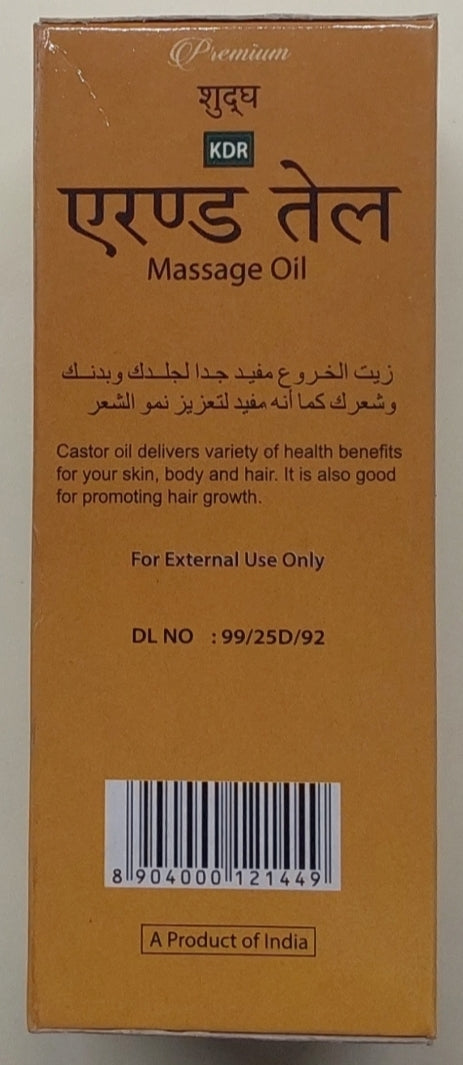 Premium
शुद्घ
KDR
एरण्ड तेल
Massage Oil
زيت الخروع مفيد جدا لجلدك وبدنك
وشعرك كما أنه مفيد لتعزيز نمو الشعر
Castor oil delivers variety of health benefits
for your skin, body and hair. It is also good
for promoting hair growth.
For External Use Only
DL NO : 99/25D/92
8 904000 121449
A Product of India